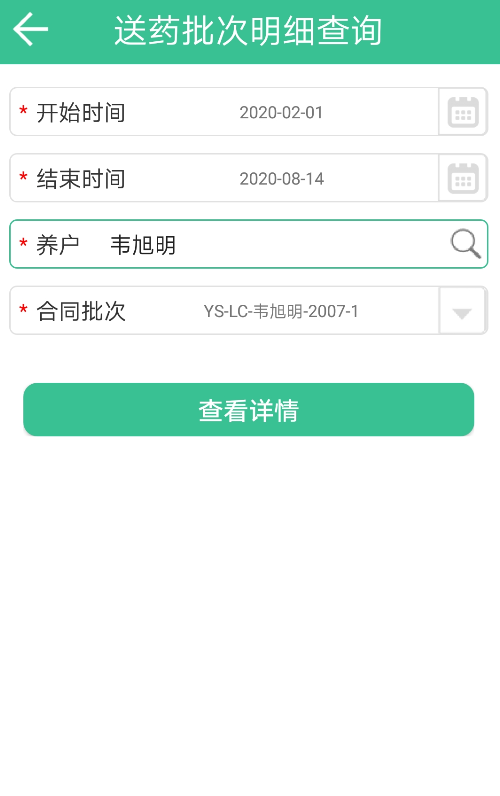 送药批次明细查询
* 开始时间 2020-02-01
* 结束时间 2020-08-14
* 养户 韦旭明
* 合同批次 YS-LC-韦旭明-2007-1
查看详情